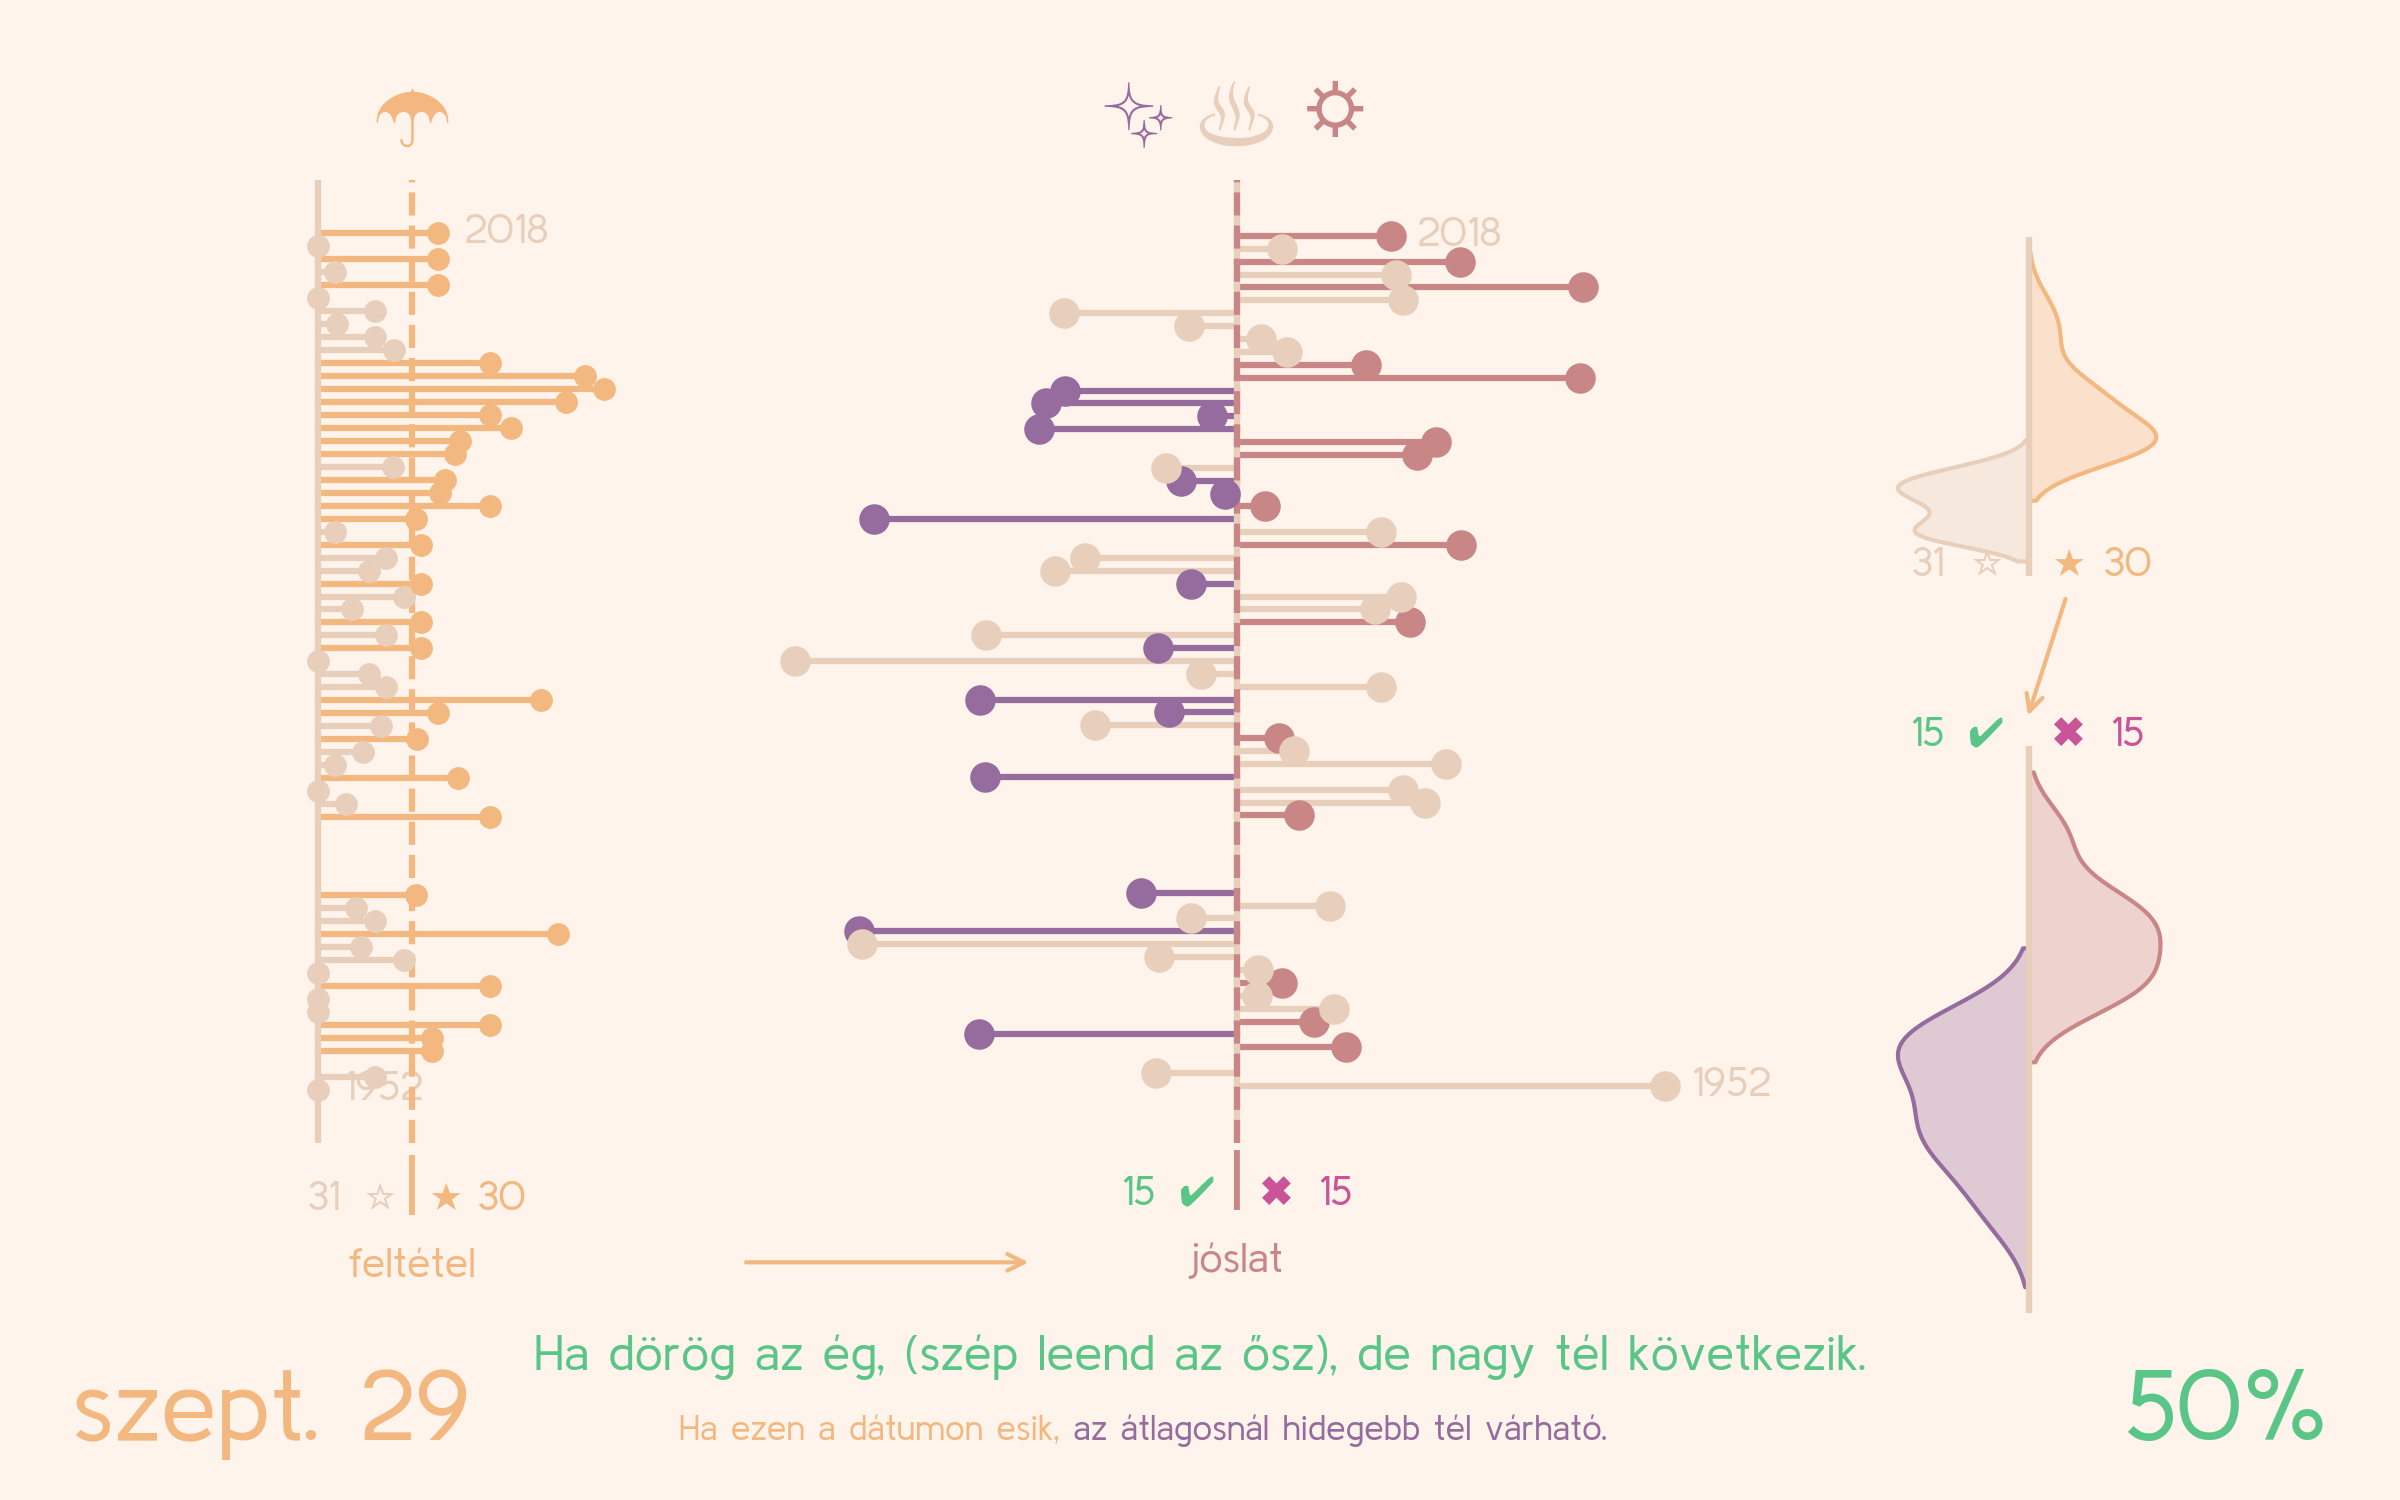 2018
2018
31 ☆ ★ 30
15 ✔ ✖ 15
1952
1952
31 ☆ ★ 30
15 ✔ ✖ 15
feltétel
jóslat
Ha dörög az ég, (szép leend az ősz), de nagy tél következik.
szept. 29
50%
Ha ezen a dátumon esik, az átlagosnál hidegebb tél várható.